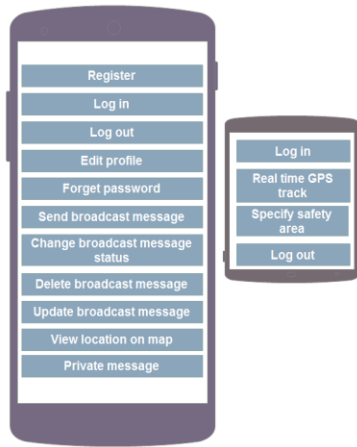 Register
Log in
Log out
Edit profile
Forget password
Send broadcast message
Change broadcast message
status
Delete broadcast message
Update broadcast message
View location on map
Private message
Log in
Real time GPS
track
Specify safety
area
Log out